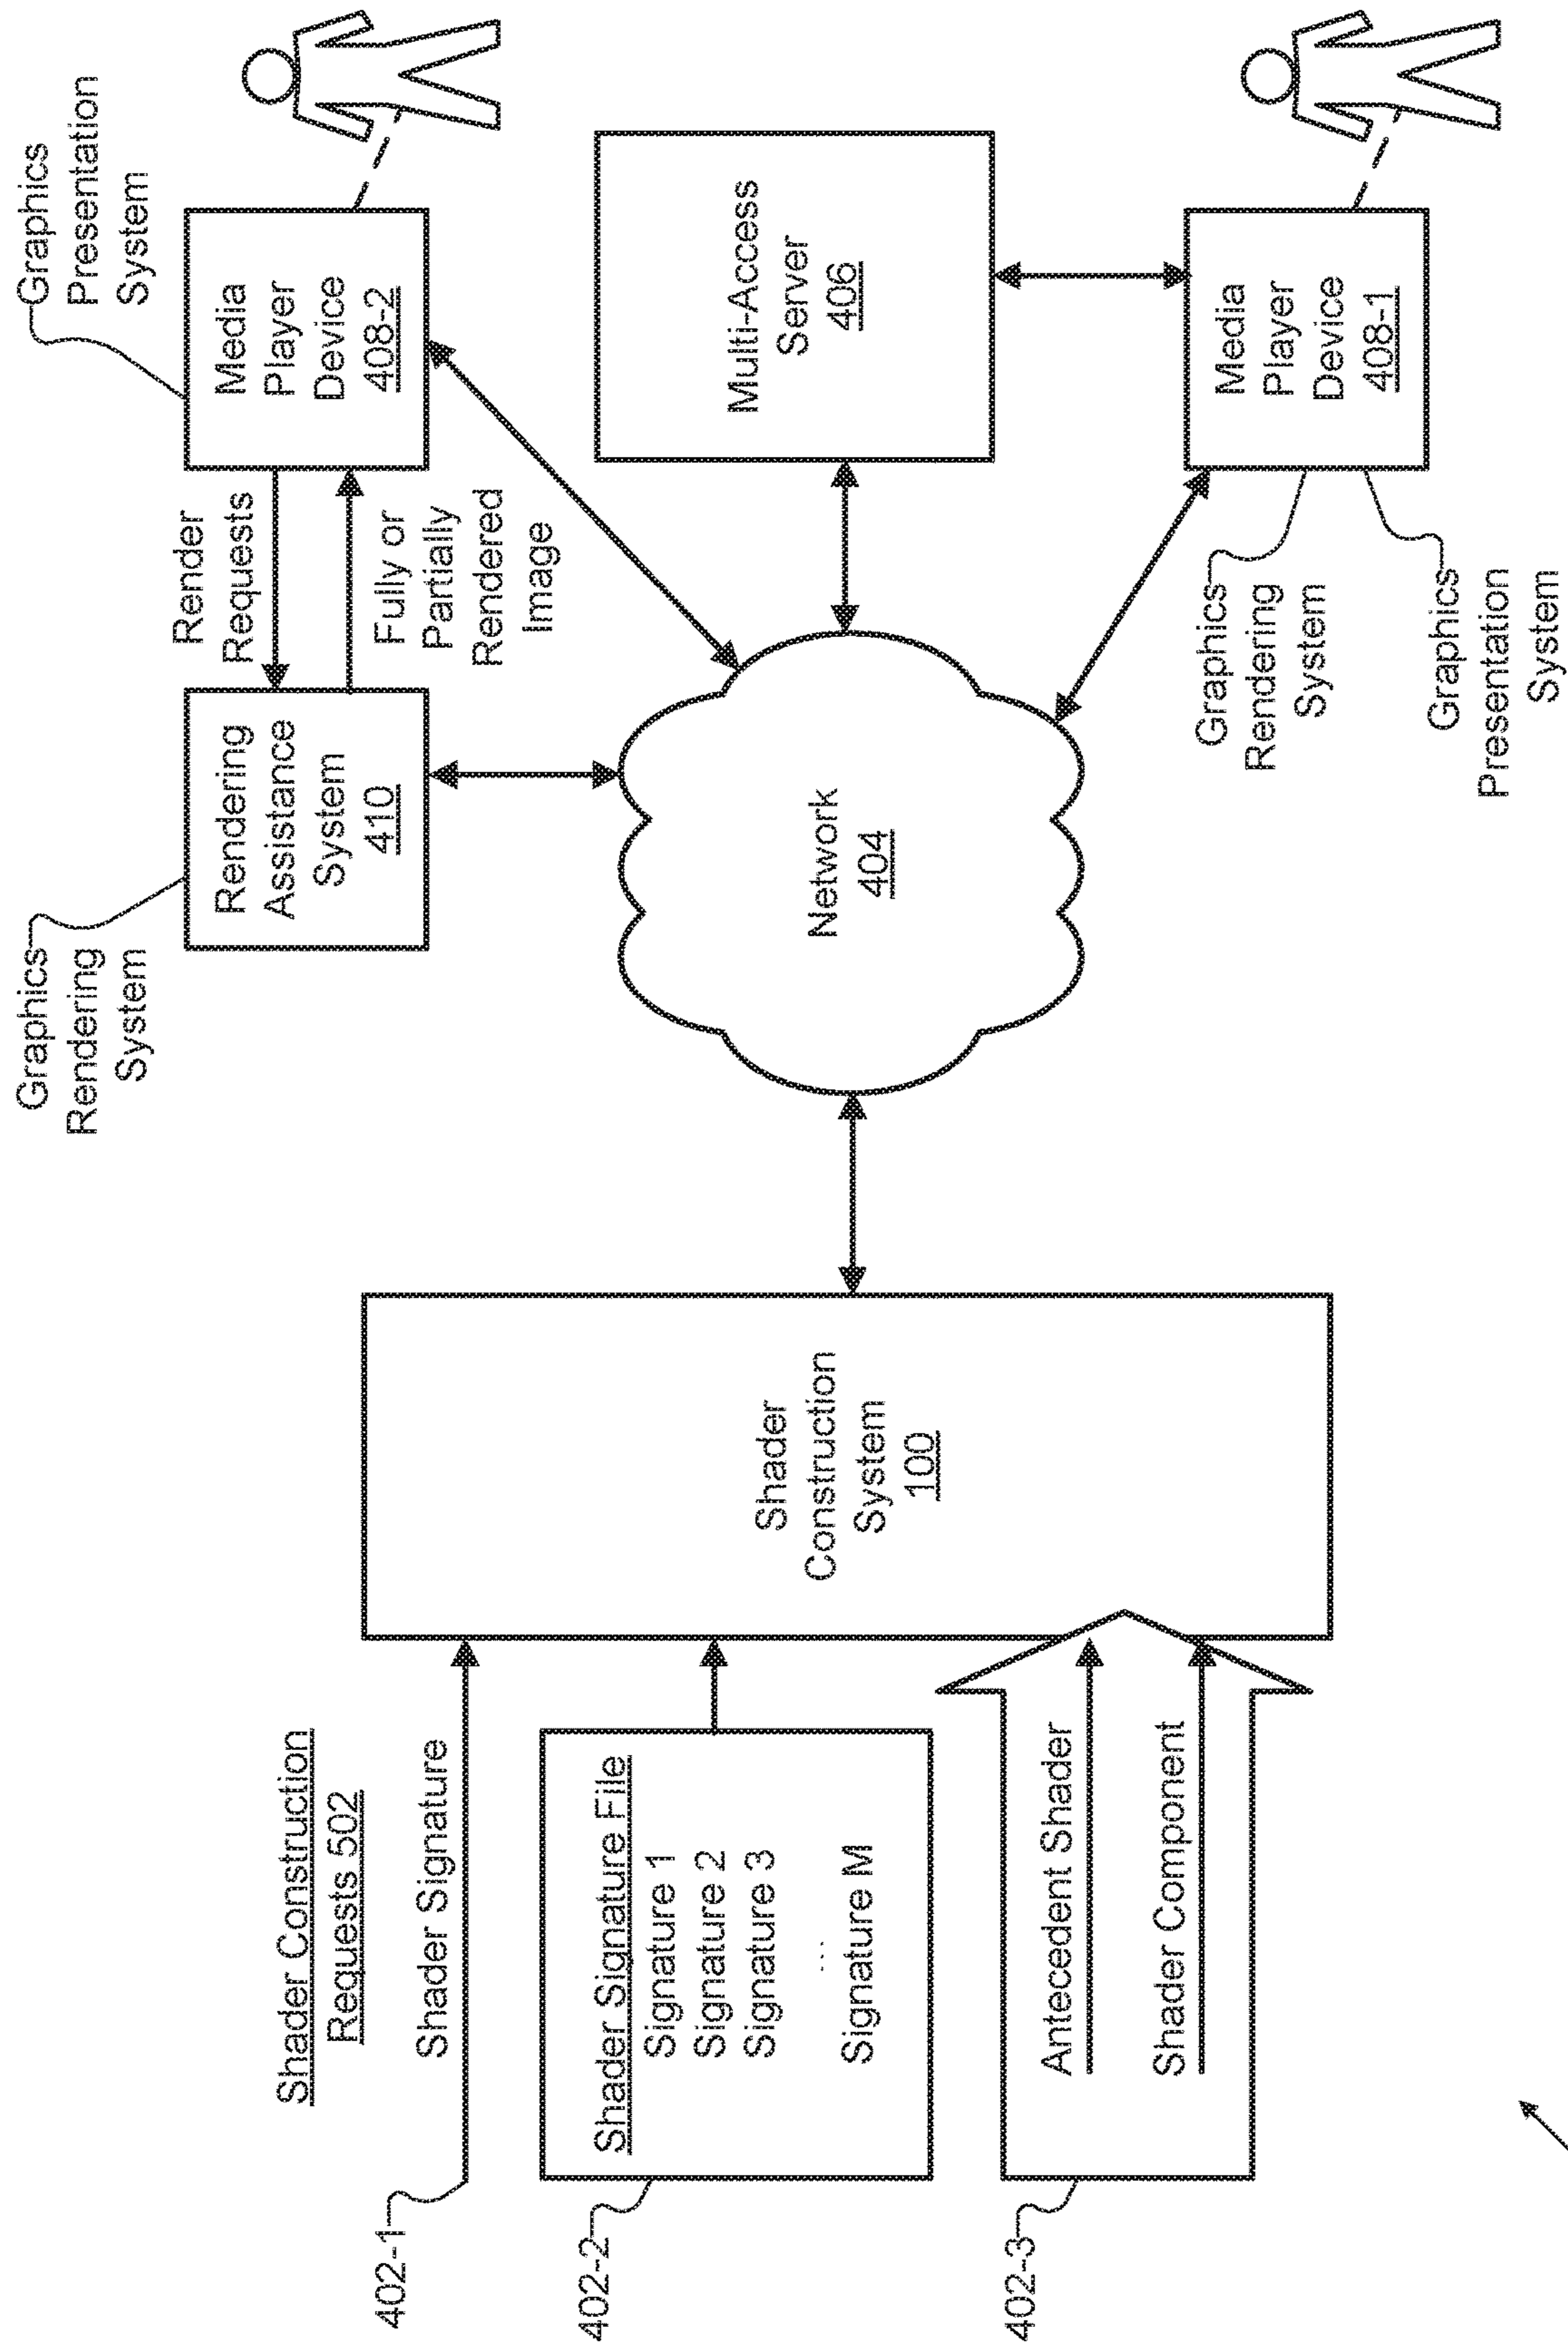 Shader Construction
Requests 502
402-1
Shader Signature
402-2
Shader Signature File
Signature 1
Signature 2
Signature 3
...
Signature M
402-3
Antecedent Shader
Shader Component
Shader
Construction
System
100
Network
404
Graphics
Rendering
System
Rendering
Assistance
System
410
Render
Requests
Fully or
Partially
Rendered
Image
Graphics
Presentation
System
Media
Player
Device
408-2
Multi-Access
Server
406
Media
Player
Device
408-1
Graphics
Rendering
System
Graphics
Presentation
System